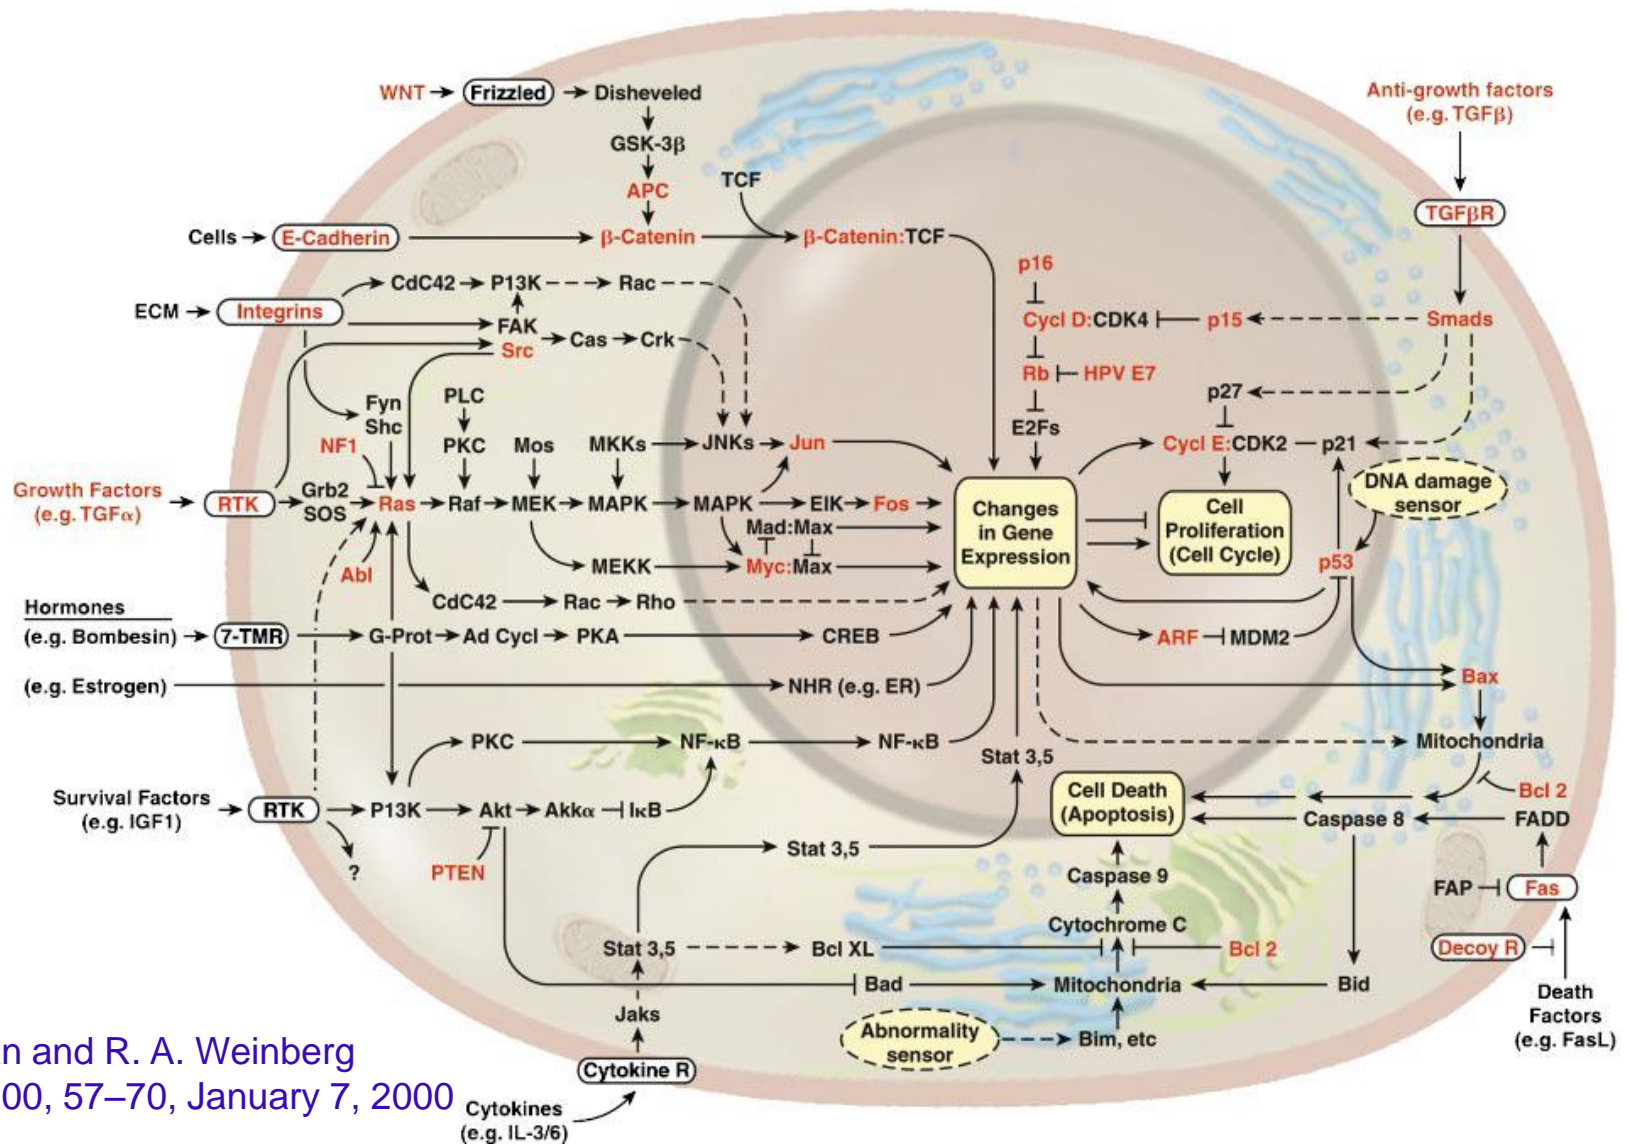 WNT Frizzled Disheveled
Anti-growth factors
(e.g. TGFβ)
GSK-3β
APC
TCF
TGFβR
Cells E-Cadherin β-Catenin β-Catenin:TCF
p16
CdC42 P13K Rac
ECM Integrins
FAK
Cycl D:CDK4 p15 Smads
Src
Cas Crk
Rb HPV E7
p27
PLC
Fyn
Shc
E2Fs
NF1
PKC Mos MKKs JNKs Jun
Cycl E:CDK2 p21
Growth Factors
(e.g. TGFα)
RTK
Grb2
SOS
Ras Raf MEK MAPK MAPK ElK Fos
DNA damage
sensor
Changes
in Gene
Expression
Cell
Proliferation
(Cell Cycle)
Mad:Max
Abl
MEKK Myc:Max
p53
CdC42 Rac Rho
Hormones
(e.g. Bombesin) 7-TMR G-Prot Ad Cycl PKA CREB
ARF MDM2
(e.g. Estrogen) NHR (e.g. ER)
Bax
PKC NF-κB NF-κB
Stat 3,5
Mitochondria
Survival Factors
(e.g. IGF1)
RTK P13K Akt Akkα IκB
Cell Death
(Apoptosis)
Bcl 2
Caspase 8 FADD
?
PTEN
Stat 3,5
Caspase 9
FAP Fas
Cytochrome C
Stat 3,5 Bcl XL Bcl 2
Decoy R
Bad Mitochondria Bid
Death
Factors
(e.g. FasL)
Jaks
Abnormality
sensor
Bim, etc
n and R. A. Weinberg
00, 57–70, January 7, 2000
Cytokine R
Cytokines
(e.g. IL-3/6)